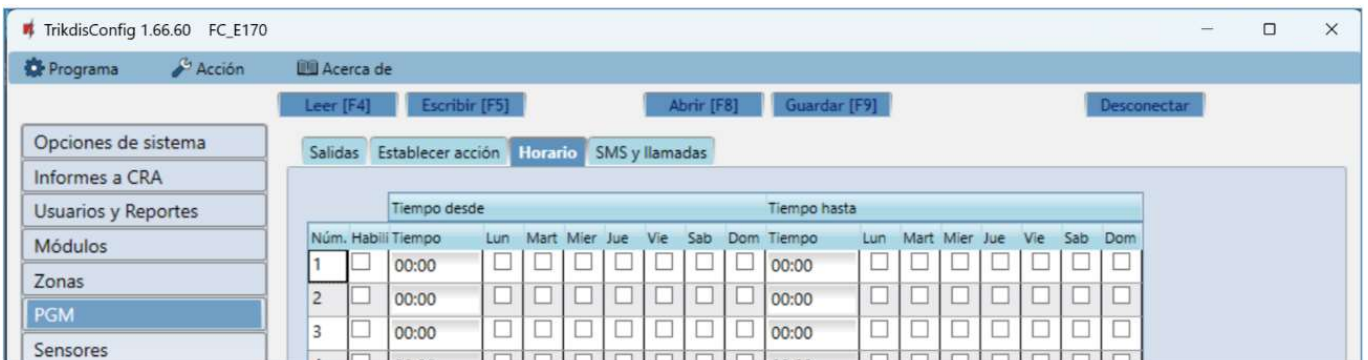 TrikdisConfig 1.66.60 FC_E170
Programa Acción Acerca de
Leer [F4] Escribir [F5] Abrir [F8] Guardar [F9] Desconectar
Opciones de sistema
Informes a CRA
Usuarios y Reportes
Módulos
Zonas
PGM
Sensores
Salidas Establecer acción Horario SMS y llamadas
Tiempo desde Tiempo hasta
Núm. Habili Tiempo Lun Mart Mier Jue Vie Sab Dom Tiempo Lun Mart Mier Jue Vie Sab Dom
1 00:00 00:00
2 00:00 00:00
3 00:00 00:00